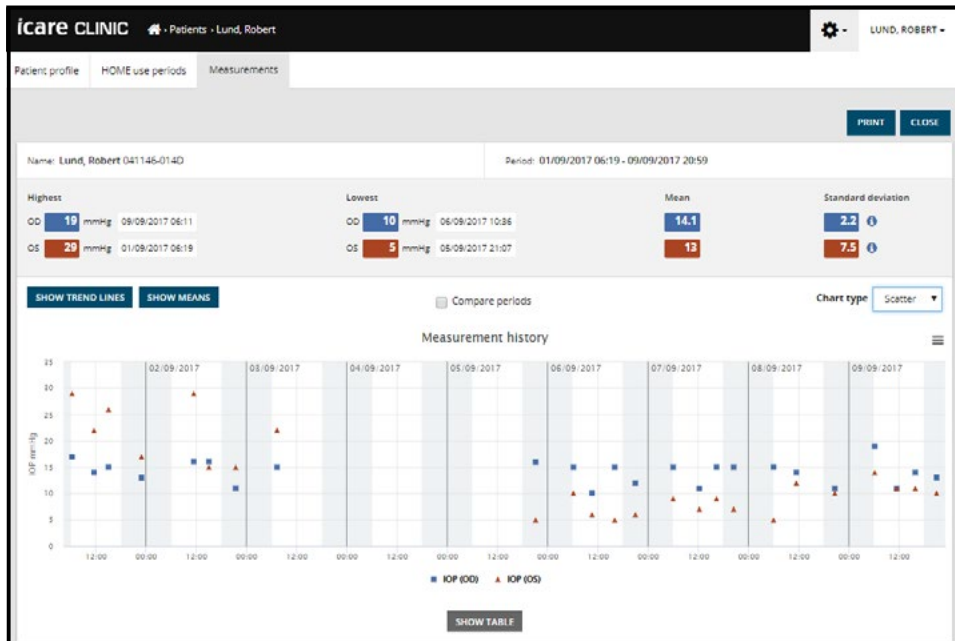 icare CLINIC Patients › Lund, Robert LUND, ROBERT
Patient profile HOME use periods Measurements
PRINT CLOSE
Name: Lund, Robert 041146-014D Period: 01/09/2017 06:19 - 09/09/2017 20:59
Highest Lowest Mean Standard deviation
OD 19 mmHg 09/09/2017 06:11 OD 10 mmHg 06/09/2017 10:36 14.1 2.2
OS 29 mmHg 01/09/2017 06:19 OS 5 mmHg 05/09/2017 21:07 13 7.5
SHOW TREND LINES SHOW MEANS Compare periods Chart type Scatter
Measurement history
35 02/09/2017 03/09/2017 04/09/2017 05/09/2017 06/09/2017 07/09/2017 08/09/2017 09/09/2017
30
25
20
IOP mmHg
15
10
5
0
12:00 00:00 12:00 00:00 12:00 00:00 12:00 00:00 12:00 00:00 12:00 00:00 12:00 00:00 12:00 00:00 12:00
IOP (OD) IOP (OS)
SHOW TABLE